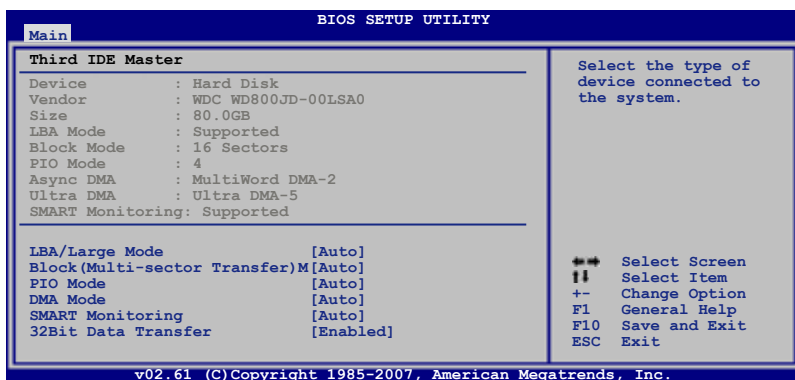 BIOS SETUP UTILITY
Main
Third IDE Master
Device : Hard Disk
Vendor : WDC WD800JD-00LSA0
Size : 80.0GB
LBA Mode : Supported
Block Mode : 16 Sectors
PIO Mode : 4
Async DMA : MultiWord DMA-2
Ultra DMA : Ultra DMA-5
SMART Monitoring: Supported
LBA/Large Mode [Auto]
Block(Multi-sector Transfer)M[Auto]
PIO Mode [Auto]
DMA Mode [Auto]
SMART Monitoring [Auto]
32Bit Data Transfer [Enabled]
Select the type of
device connected to
the system.
Select Screen
Select Item
+- Change Option
F1 General Help
F10 Save and Exit
ESC Exit
v02.61 (C)Copyright 1985-2007, American Megatrends, Inc.